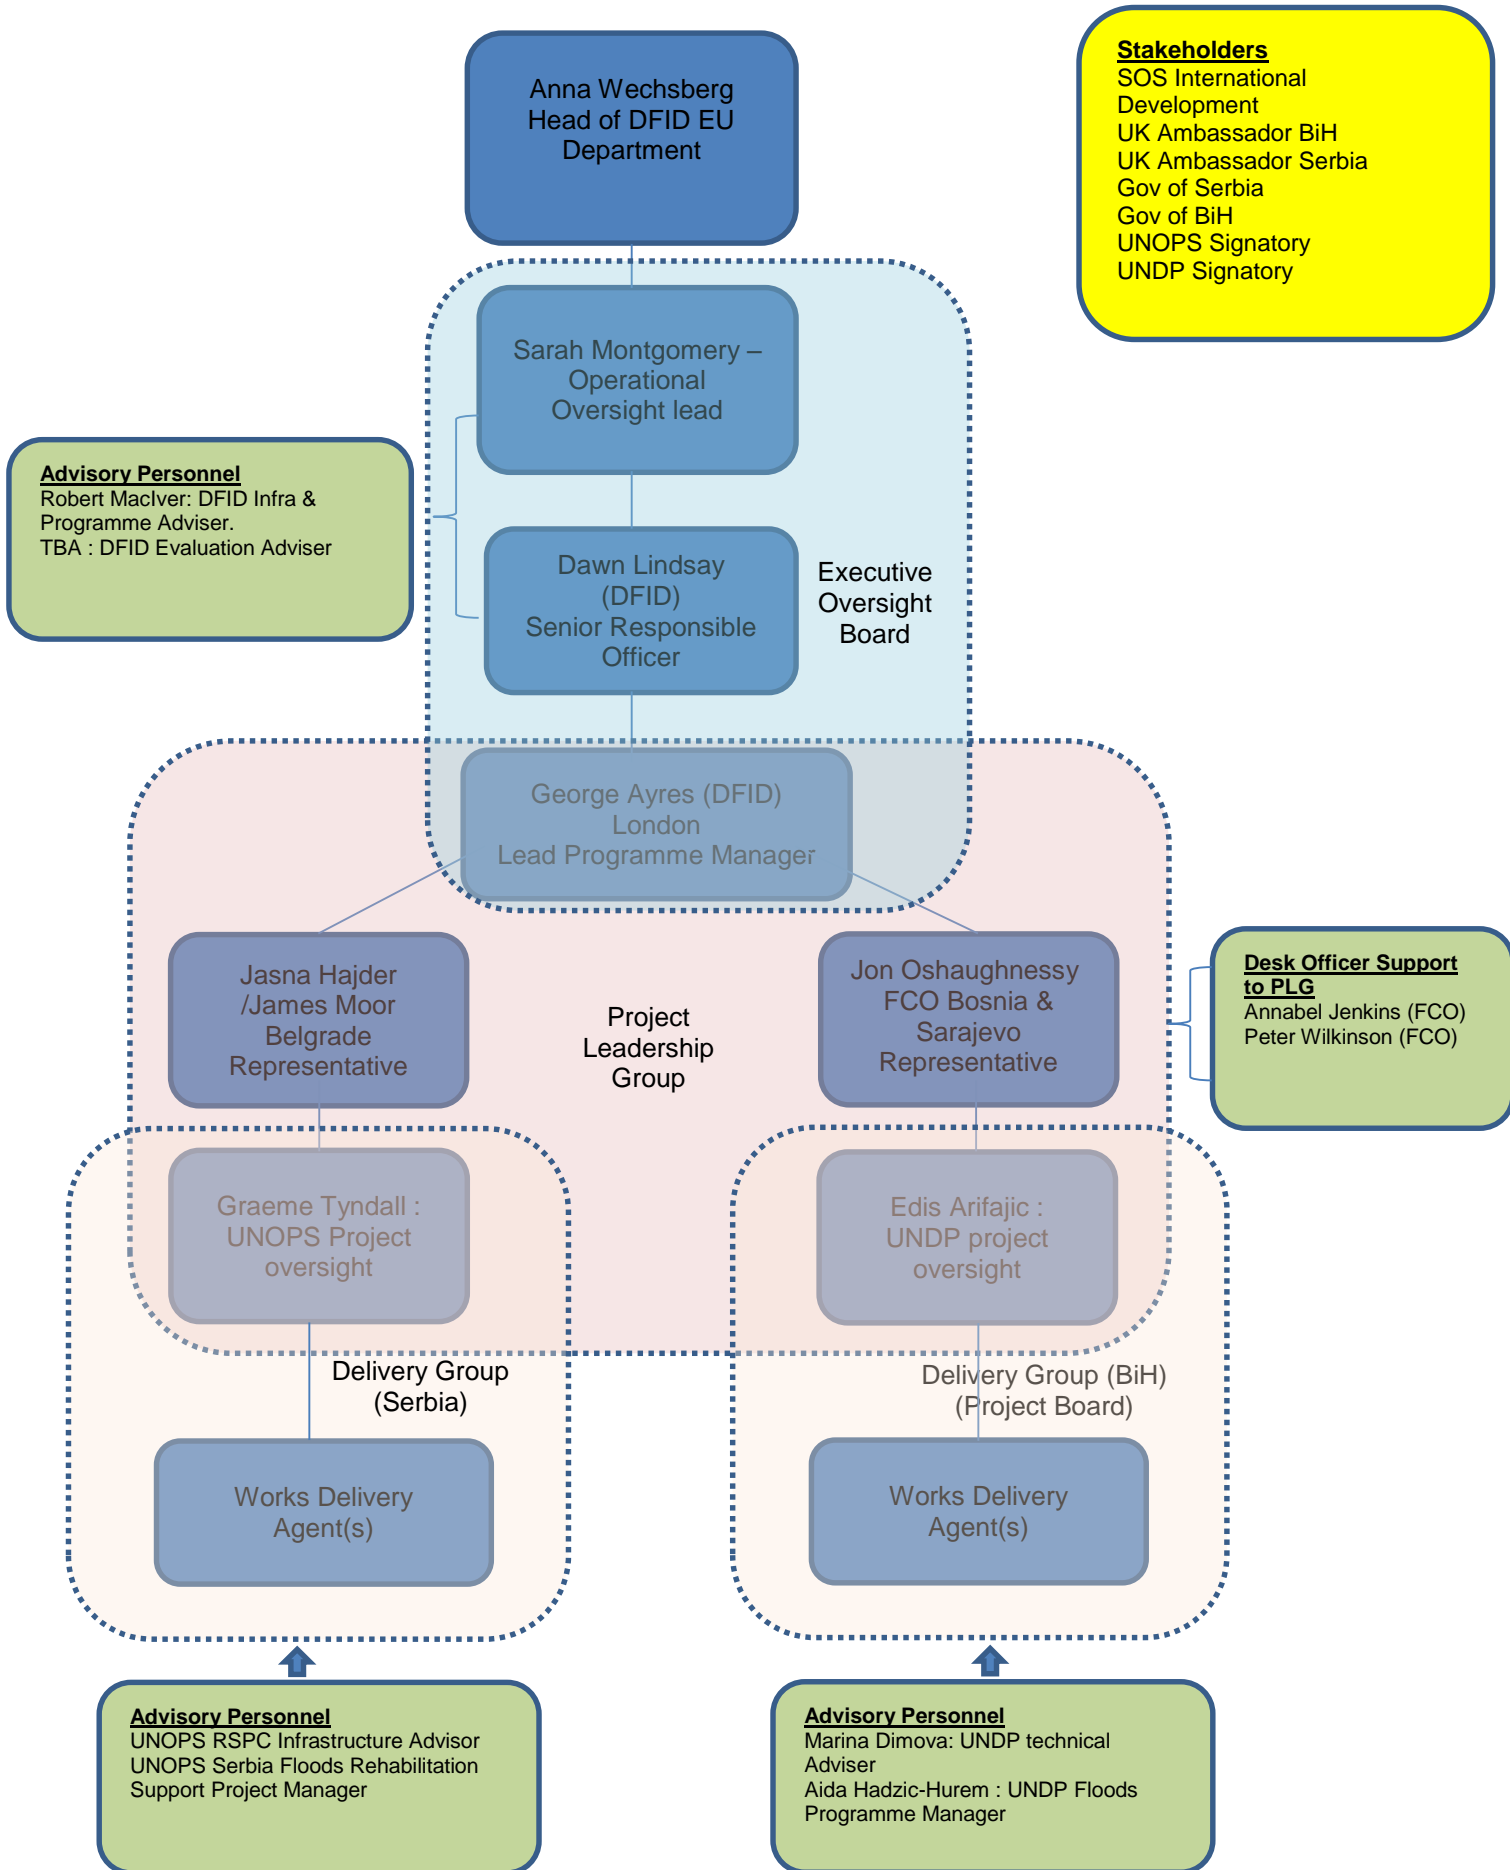 Anna Wechsberg
Head of DFID EU
Department
Stakeholders
SOS International
Development
UK Ambassador BiH
UK Ambassador Serbia
Gov of Serbia
Gov of BiH
UNOPS Signatory
UNDP Signatory
Sarah Montgomery –
Operational
Oversight lead
Advisory Personnel
Robert MacIver: DFID Infra &
Programme Adviser.
TBA : DFID Evaluation Adviser
Dawn Lindsay
(DFID)
Senior Responsible
Officer
Executive
Oversight
Board
George Ayres (DFID)
London
Lead Programme Manager
Jasna Hajder
/James Moor
Belgrade
Representative
Project
Leadership
Group
Jon Oshaughnessy
FCO Bosnia &
Sarajevo
Representative
Desk Officer Support
to PLG
Annabel Jenkins (FCO)
Peter Wilkinson (FCO)
Graeme Tyndall :
UNOPS Project
oversight
Edis Arifajic :
UNDP project
oversight
Delivery Group
(Serbia)
Delivery Group (BiH)
(Project Board)
Works Delivery
Agent(s)
Works Delivery
Agent(s)
Advisory Personnel
UNOPS RSPC Infrastructure Advisor
UNOPS Serbia Floods Rehabilitation
Support Project Manager
Advisory Personnel
Marina Dimova: UNDP technical
Adviser
Aida Hadzic-Hurem : UNDP Floods
Programme Manager